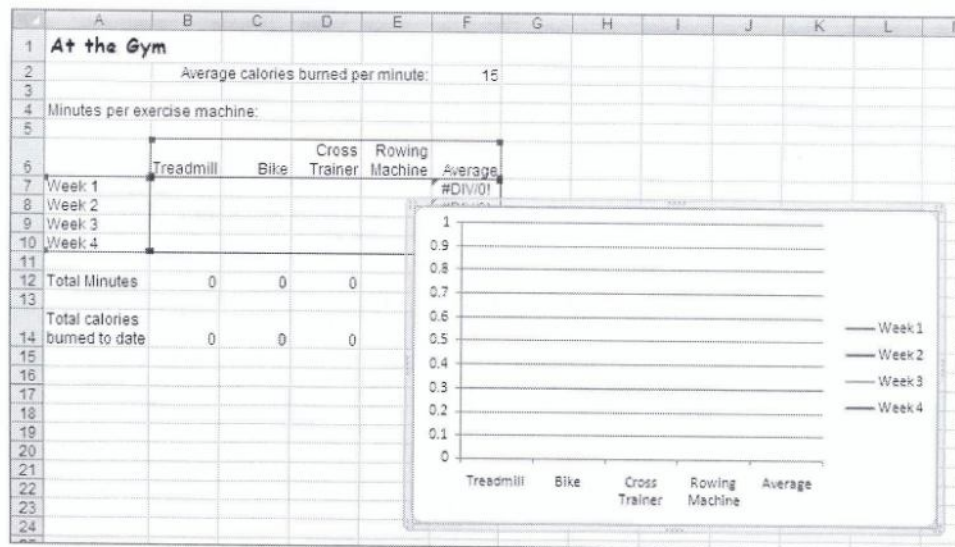 A B C D E F G H I J K L
1 At the Gym
2 Average calories burned per minute: 15
3
4 Minutes per exercise machine:
5
6 Treadmill Bike Cross Trainer Rowing Machine Average
7 Week 1 #DIV/0!
8 Week 2
9 Week 3
10 Week 4
11
12 Total Minutes 0 0 0
13
Total calories
14 burned to date 0 0 0
15
16
17
18
19
20
21
22
23
24
1
0.9
0.8
0.7
0.6
0.5
0.4
0.3
0.2
0.1
0
Treadmill Bike Cross Trainer Rowing Machine Average
Week 1
Week 2
Week 3
Week 4